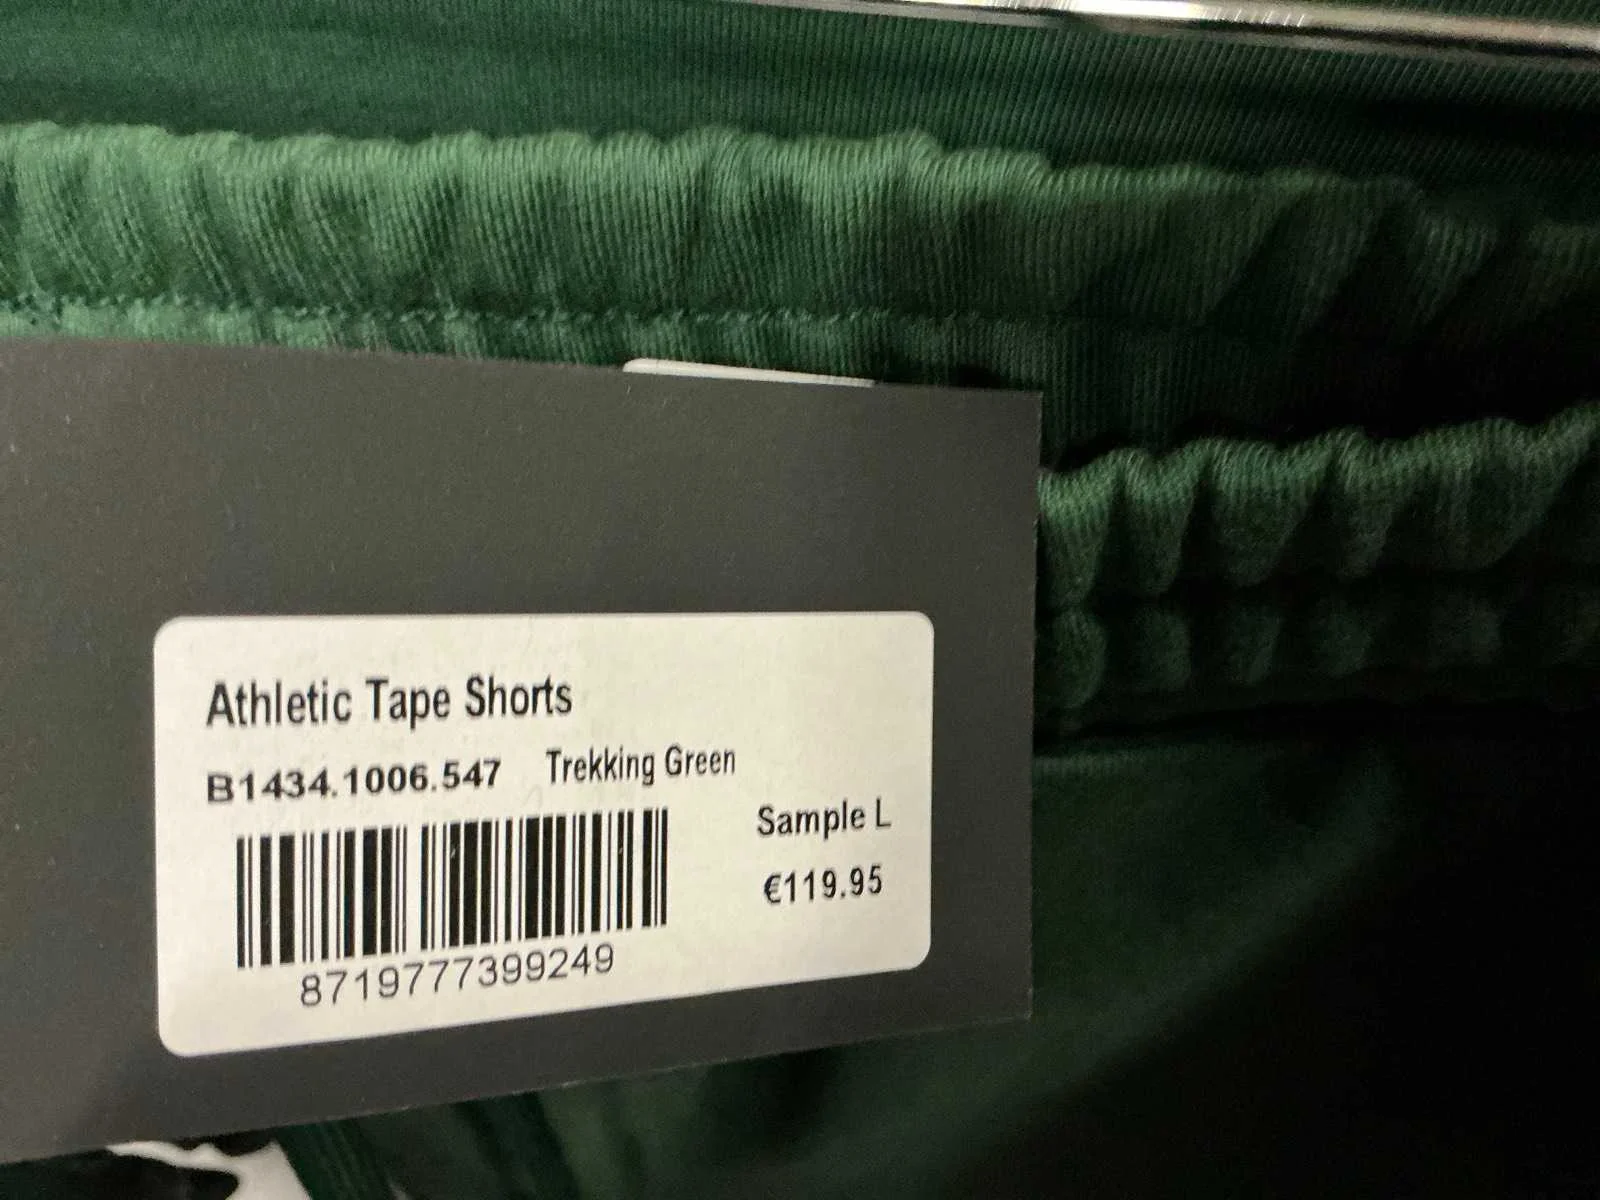 Athletic Tape Shorts
B1434.1006.547 Trekking Green
Sample L
€119.95
8719777399249